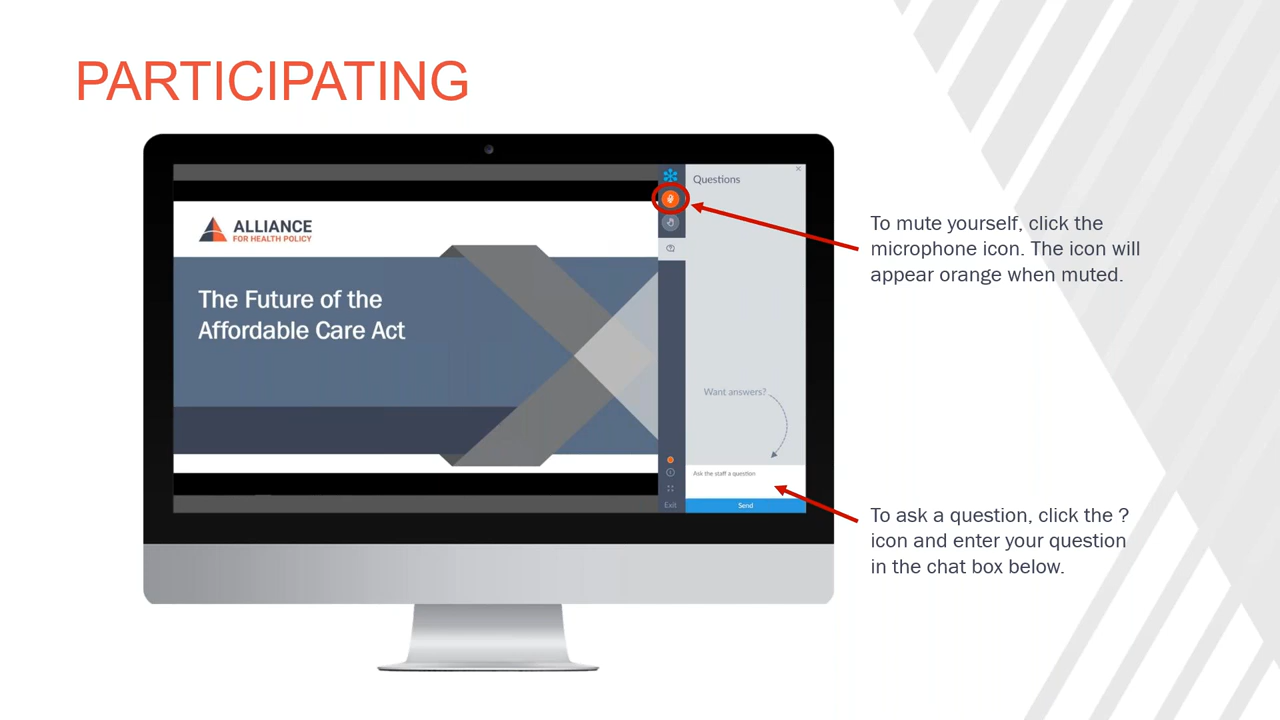 PARTICIPATING
ALLIANCE
FOR HEALTH POLICY
The Future of the
Affordable Care Act
Questions
Want answers?
Ask the staff a question
Send
Exit
To mute yourself, click the
microphone icon. The icon will
appear orange when muted.
To ask a question, click the ?
icon and enter your question
in the chat box below.